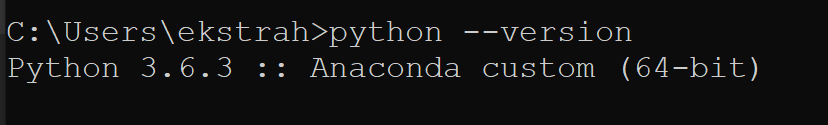 C:\Users\ekstrah>python --version
Python 3.6.3 :: Anaconda custom (64-bit)